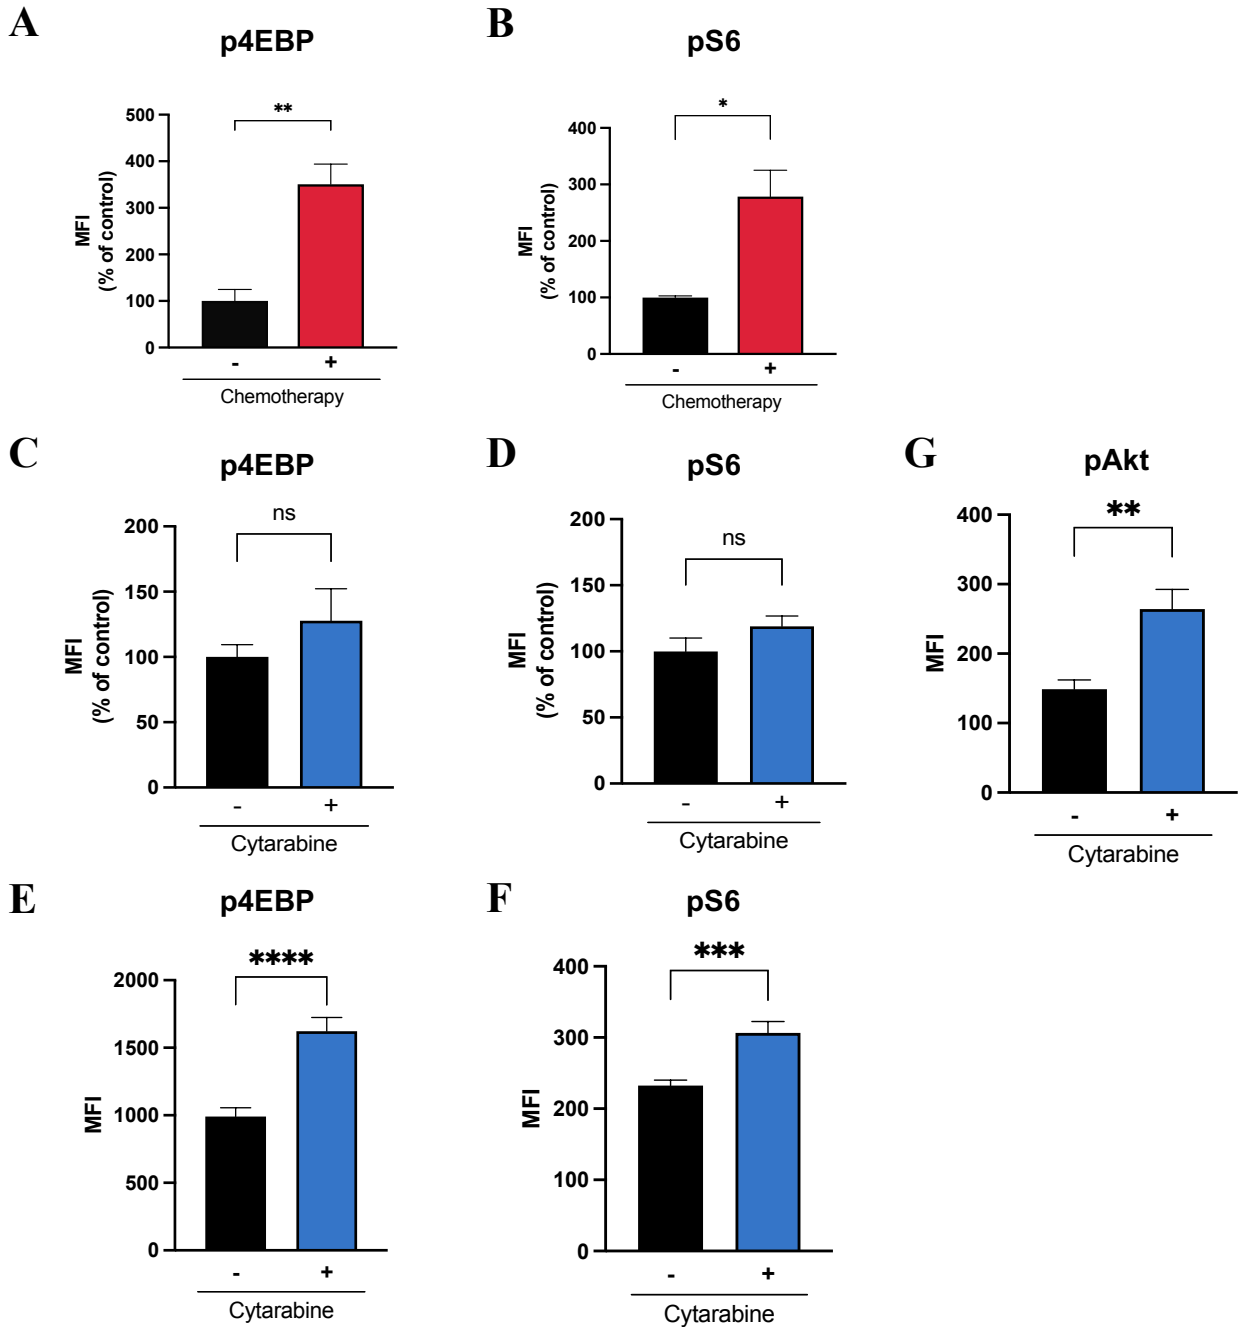 A
p4EBP
**
MFI
(% of control)
500
400
300
200
100
0
-
+
Chemotherapy
B
pS6
*
MFI
(% of control)
400
300
200
100
0
-
+
Chemotherapy
C
p4EBP
ns
MFI
(% of control)
200
150
100
50
0
-
+
Cytarabine
D
pS6
ns
MFI
(% of control)
200
150
100
50
0
-
+
Cytarabine
G
pAkt
**
MFI
400
300
200
100
0
-
+
Cytarabine
E
p4EBP
****
MFI
2000
1500
1000
500
0
-
+
Cytarabine
F
pS6
***
MFI
400
300
200
100
0
-
+
Cytarabine